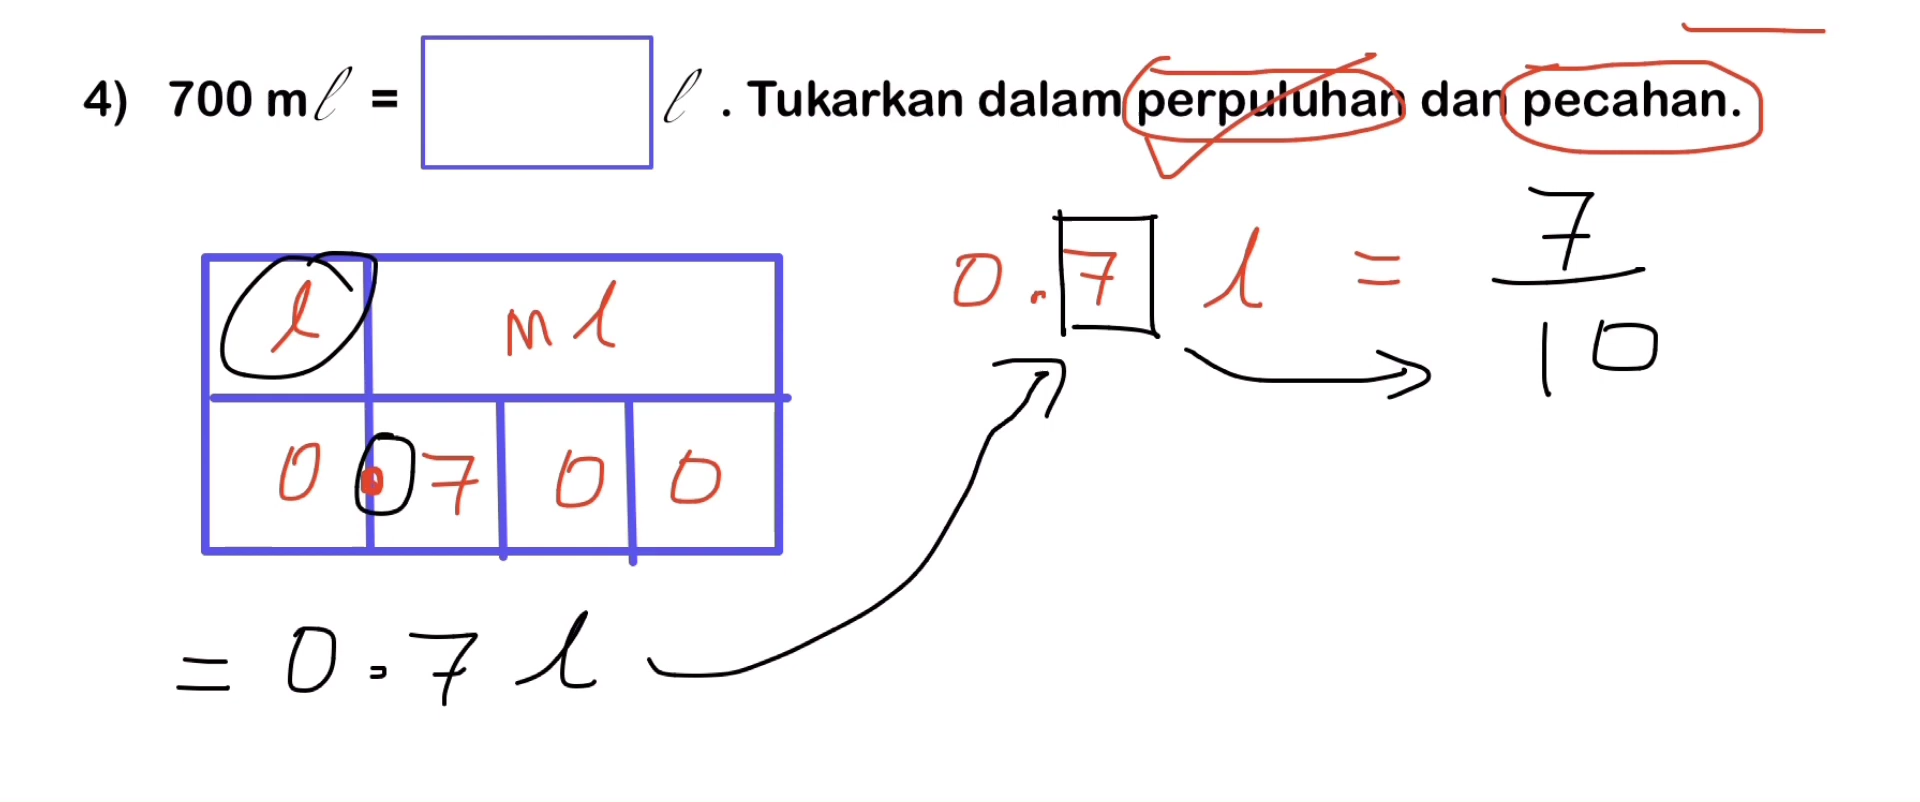 4) 700 mℓ = ℓ . Tukarkan dalam perpuluhan dan pecahan.
l ml
0 . 7 0 0
= 0.7 l
0.7 l = 7
10